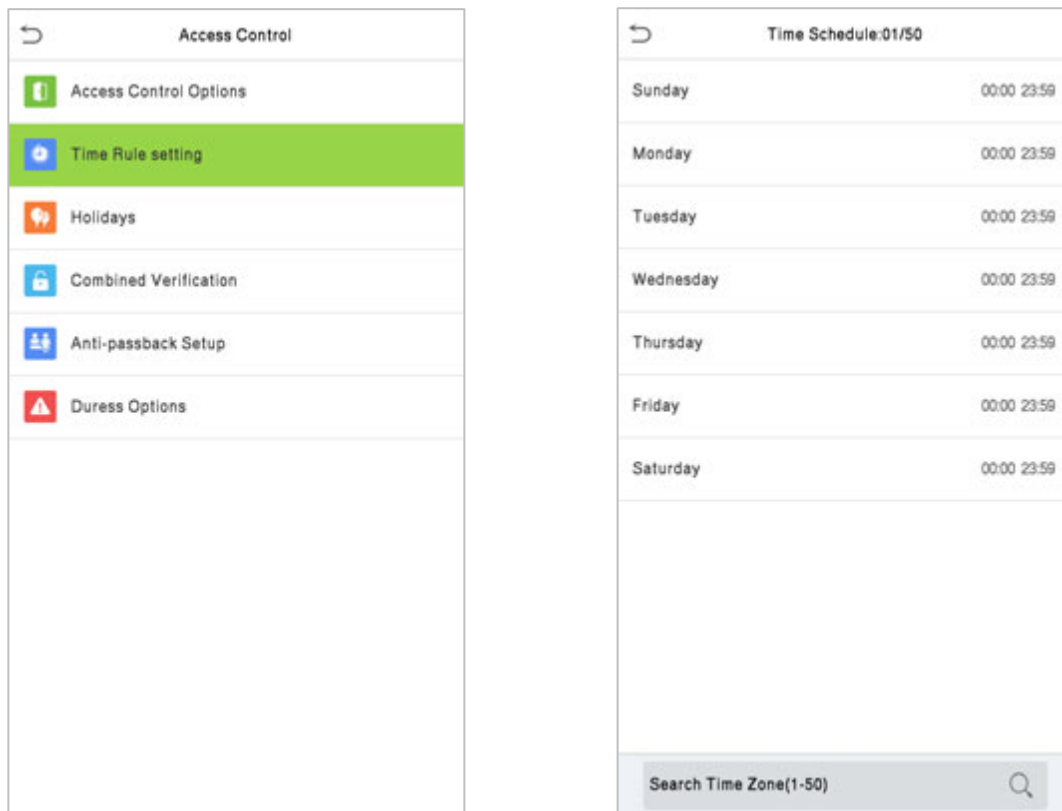 Access Control
Access Control Options
Time Rule setting
Holidays
Combined Verification
Anti-passback Setup
Duress Options
Time Schedule:01/50
Sunday 00:00 23:59
Monday 00:00 23:59
Tuesday 00:00 23:59
Wednesday 00:00 23:59
Thursday 00:00 23:59
Friday 00:00 23:59
Saturday 00:00 23:59
Search Time Zone(1-50)